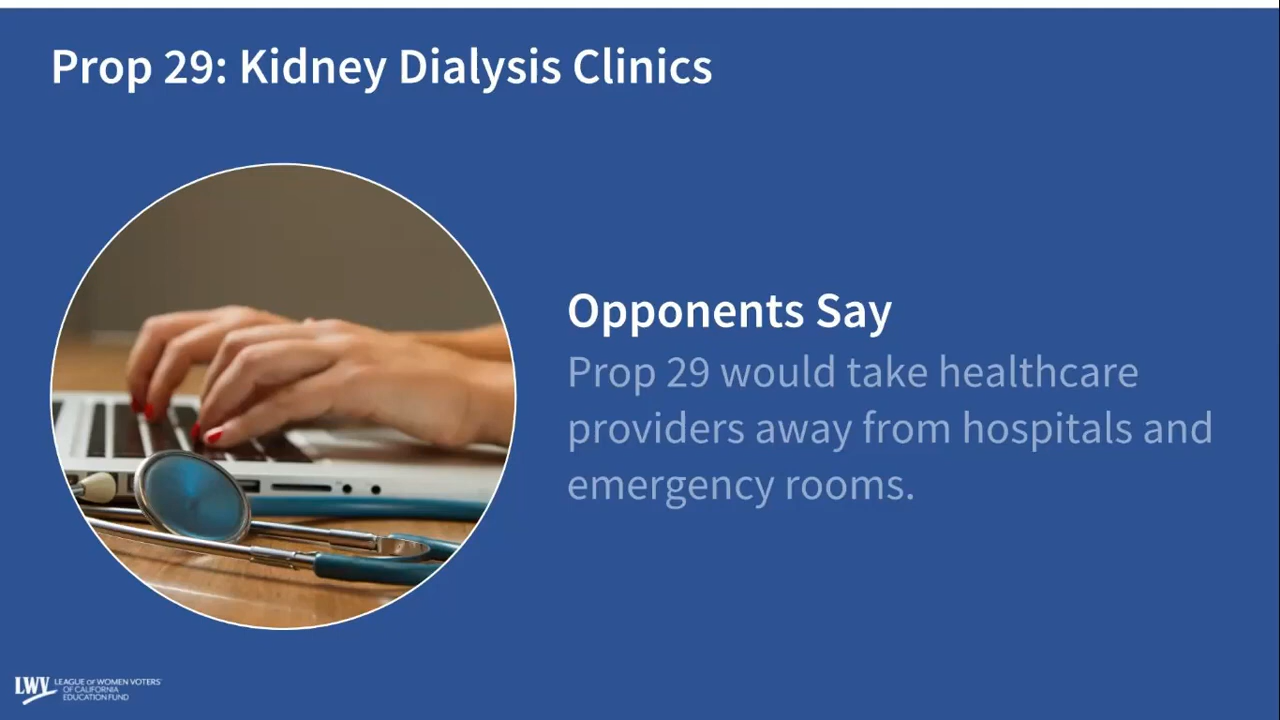 Prop 29: Kidney Dialysis Clinics
Opponents Say
Prop 29 would take healthcare
providers away from hospitals and
emergency rooms.
LWV LEAGUE OF WOMEN VOTERS®
OF CALIFORNIA
EDUCATION FUND